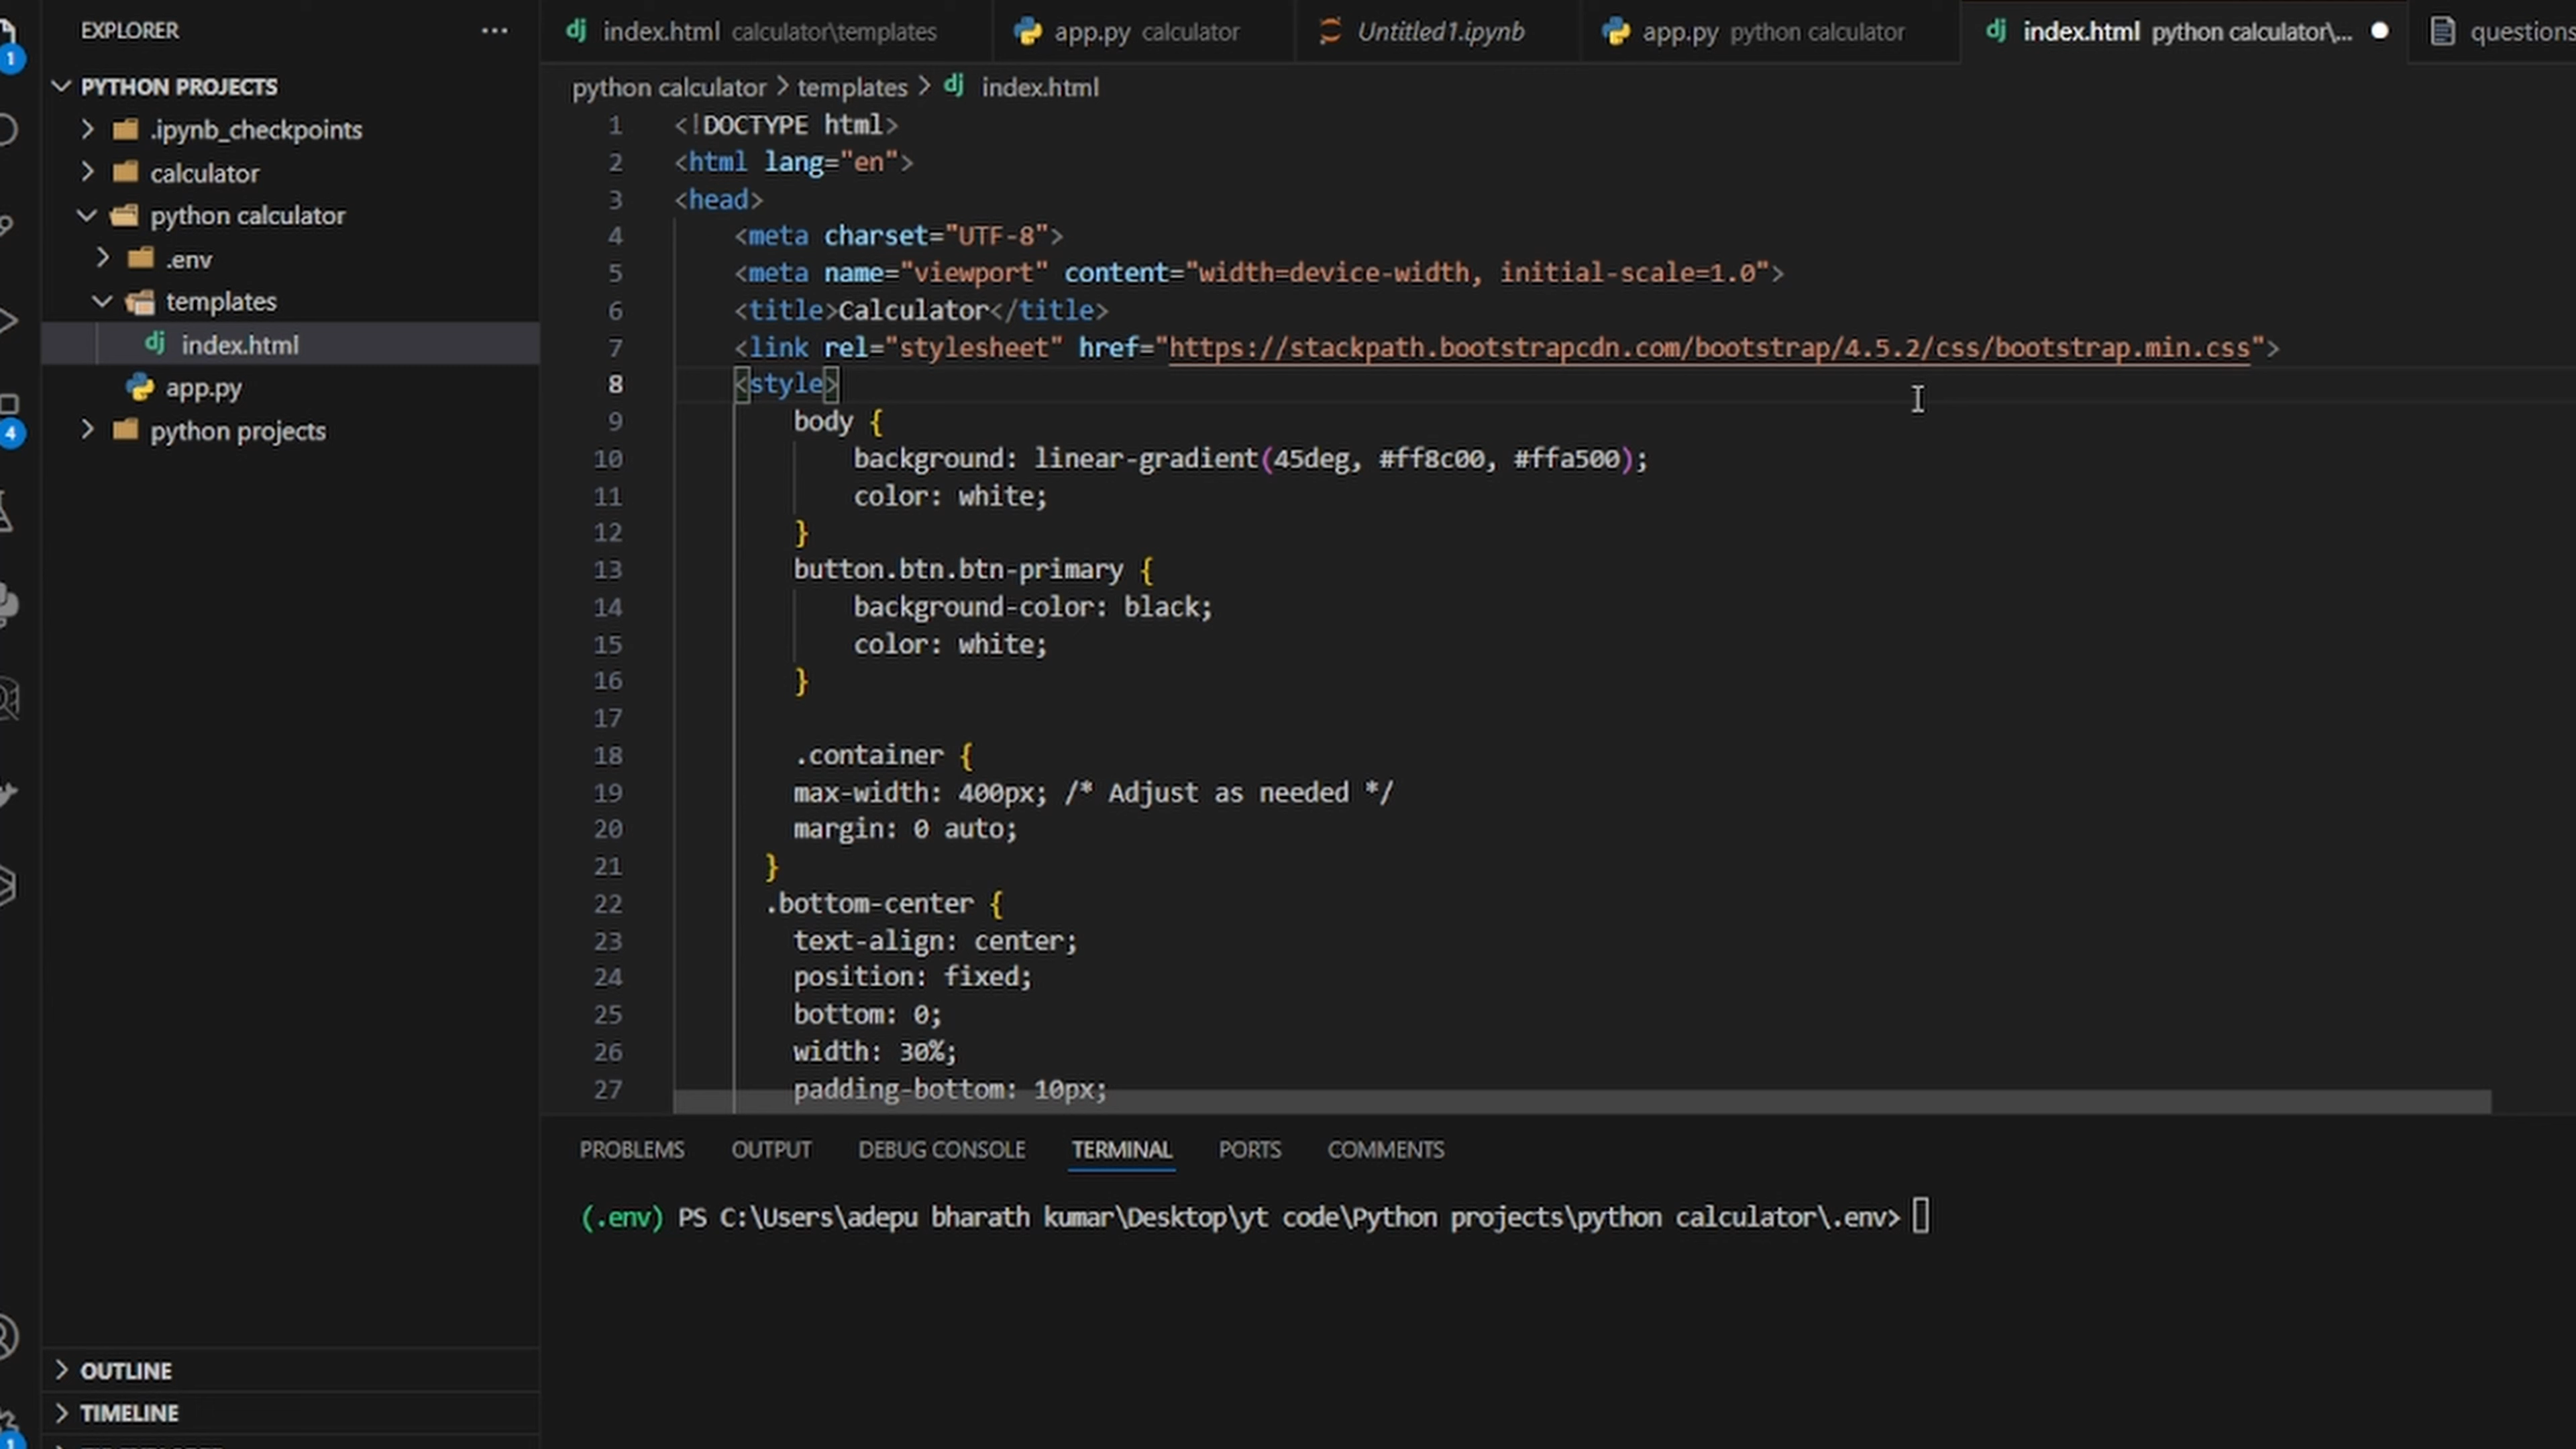 EXPLORER
index.html calculator\templates
app.py calculator
Untitled1.ipynb
app.py python calculator
index.html python calculator\...
questions
1
PYTHON PROJECTS
.ipynb_checkpoints
calculator
python calculator
.env
templates
index.html
app.py
python projects
4
python calculator > templates > index.html
1 <!DOCTYPE html>
2 <html lang="en">
3 <head>
4 <meta charset="UTF-8">
5 <meta name="viewport" content="width=device-width, initial-scale=1.0">
6 <title>Calculator</title>
7 <link rel="stylesheet" href="https://stackpath.bootstrapcdn.com/bootstrap/4.5.2/css/bootstrap.min.css">
8 <style>
9 body {
10 background: linear-gradient(45deg, #ff8c00, #ffa500);
11 color: white;
12 }
13 button.btn.btn-primary {
14 background-color: black;
15 color: white;
16 }
17
18 .container {
19 max-width: 400px; /* Adjust as needed */
20 margin: 0 auto;
21 }
22 .bottom-center {
23 text-align: center;
24 position: fixed;
25 bottom: 0;
26 width: 30%;
27 padding-bottom: 10px;
PROBLEMS OUTPUT DEBUG CONSOLE TERMINAL PORTS COMMENTS
(.env) PS C:\Users\adepu bharath kumar\Desktop\yt code\Python projects\python calculator\.env>
OUTLINE
TIMELINE
1